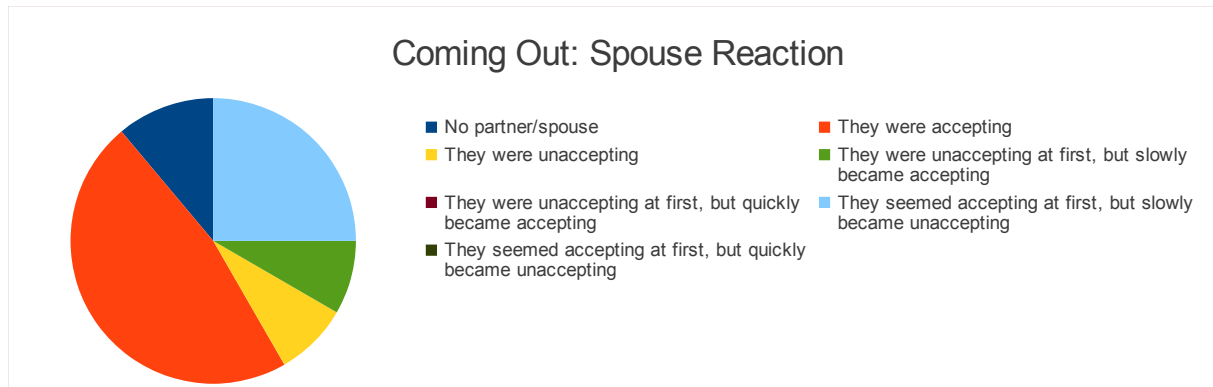 Coming Out: Spouse Reaction
No partner/spouse
They were accepting
They were unaccepting
They were unaccepting at first, but slowly
became accepting
They were unaccepting at first, but quickly
became accepting
They seemed accepting at first, but slowly
became unaccepting
They seemed accepting at first, but quickly
became unaccepting